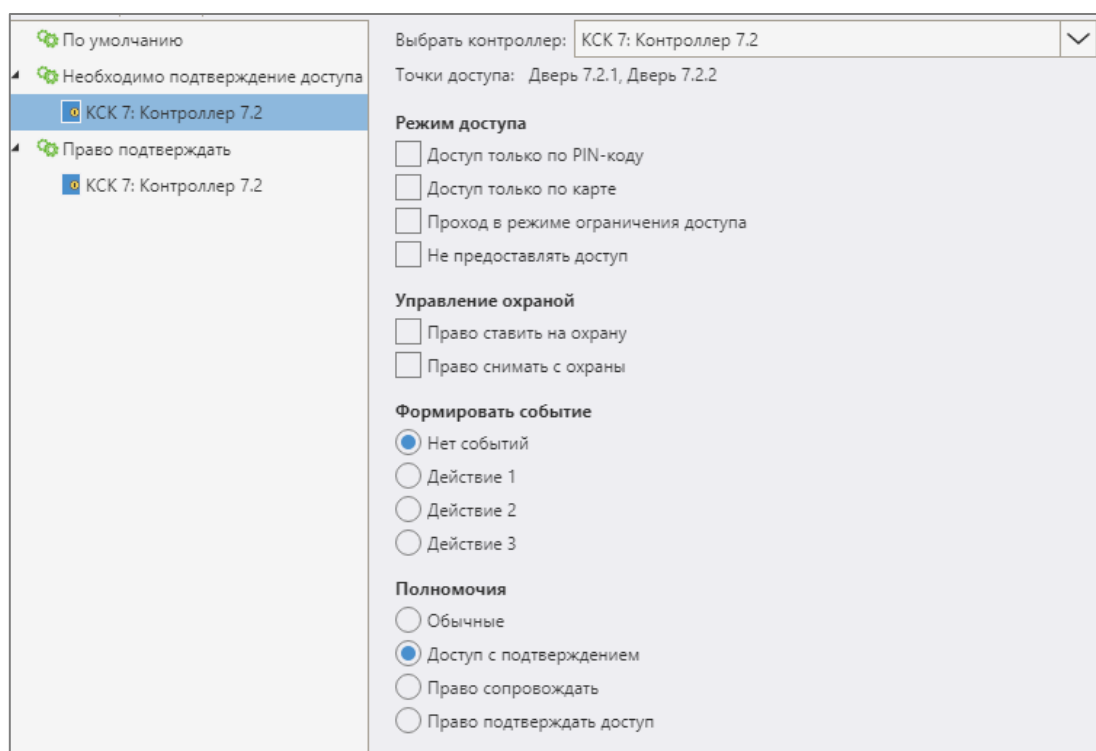 По умолчанию
Необходимо подтверждение доступа
КСК 7: Контроллер 7.2
Право подтверждать
КСК 7: Контроллер 7.2
Выбрать контроллер: КСК 7: Контроллер 7.2
Точки доступа: Дверь 7.2.1, Дверь 7.2.2
Режим доступа
Доступ только по PIN-коду
Доступ только по карте
Проход в режиме ограничения доступа
Не предоставлять доступ
Управление охраной
Право ставить на охрану
Право снимать с охраны
Формировать событие
Нет событий
Действие 1
Действие 2
Действие 3
Полномочия
Обычные
Доступ с подтверждением
Право сопровождать
Право подтверждать доступ